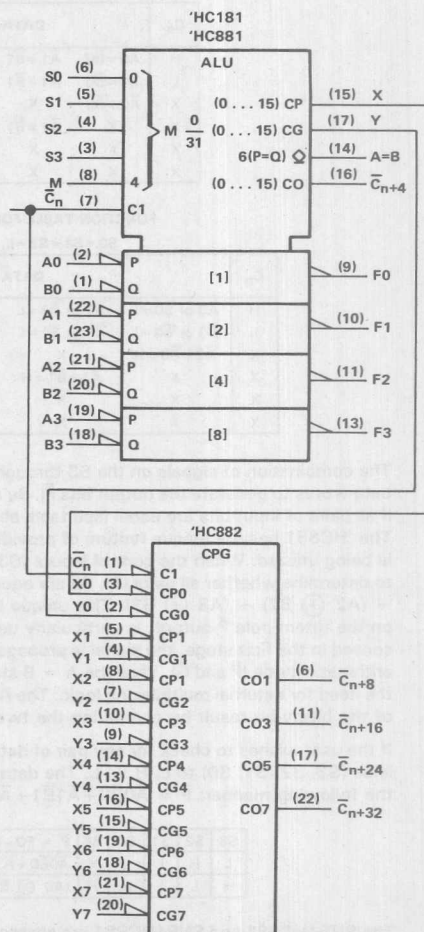 'HC181
'HC881
ALU
S0 (6) 0
S1 (5) (0 ... 15) CP (15) X
S2 (4) M 0/31 (0 ... 15) CG (17) Y
S3 (3) 6(P=Q) (14) A=B
M (8) 4 (0 ... 15) CO (16) C̅n+4
C̅n (7) C1
A0 (2) P [1] (9) F0
B0 (1) Q
A1 (22) P [2] (10) F1
B1 (23) Q
A2 (21) P [4] (11) F2
B2 (20) Q
A3 (19) P [8] (13) F3
B3 (18) Q
'HC882
CPG
C̅n (1) C1
X0 (3) CP0
Y0 (2)
X1 (5) CP1
Y1 (4) CG1
X2 (8) CP1 CO1 (6) C̅n+8
Y2 (7) CG2
X3 (10) CP3 CO3 (11) C̅n+16
Y3 (9) CG3
X4 (14) CP4 CO5 (17) C̅n+24
Y4 (13) CG4
X5 (16) CP5 CO7 (22) C̅n+32
Y5 (15) CG5
X6 (19) CP6
Y6 (18) CG6
X7 (21) CP7
Y7 (20) CG7